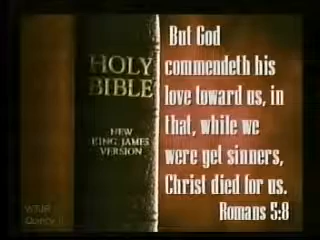 HOLY
BIBLE
NEW
KING JAMES
VERSION
But God
commendeth his
love toward us, in
that, while we
were yet sinners,
Christ died for us.
Romans 5:8